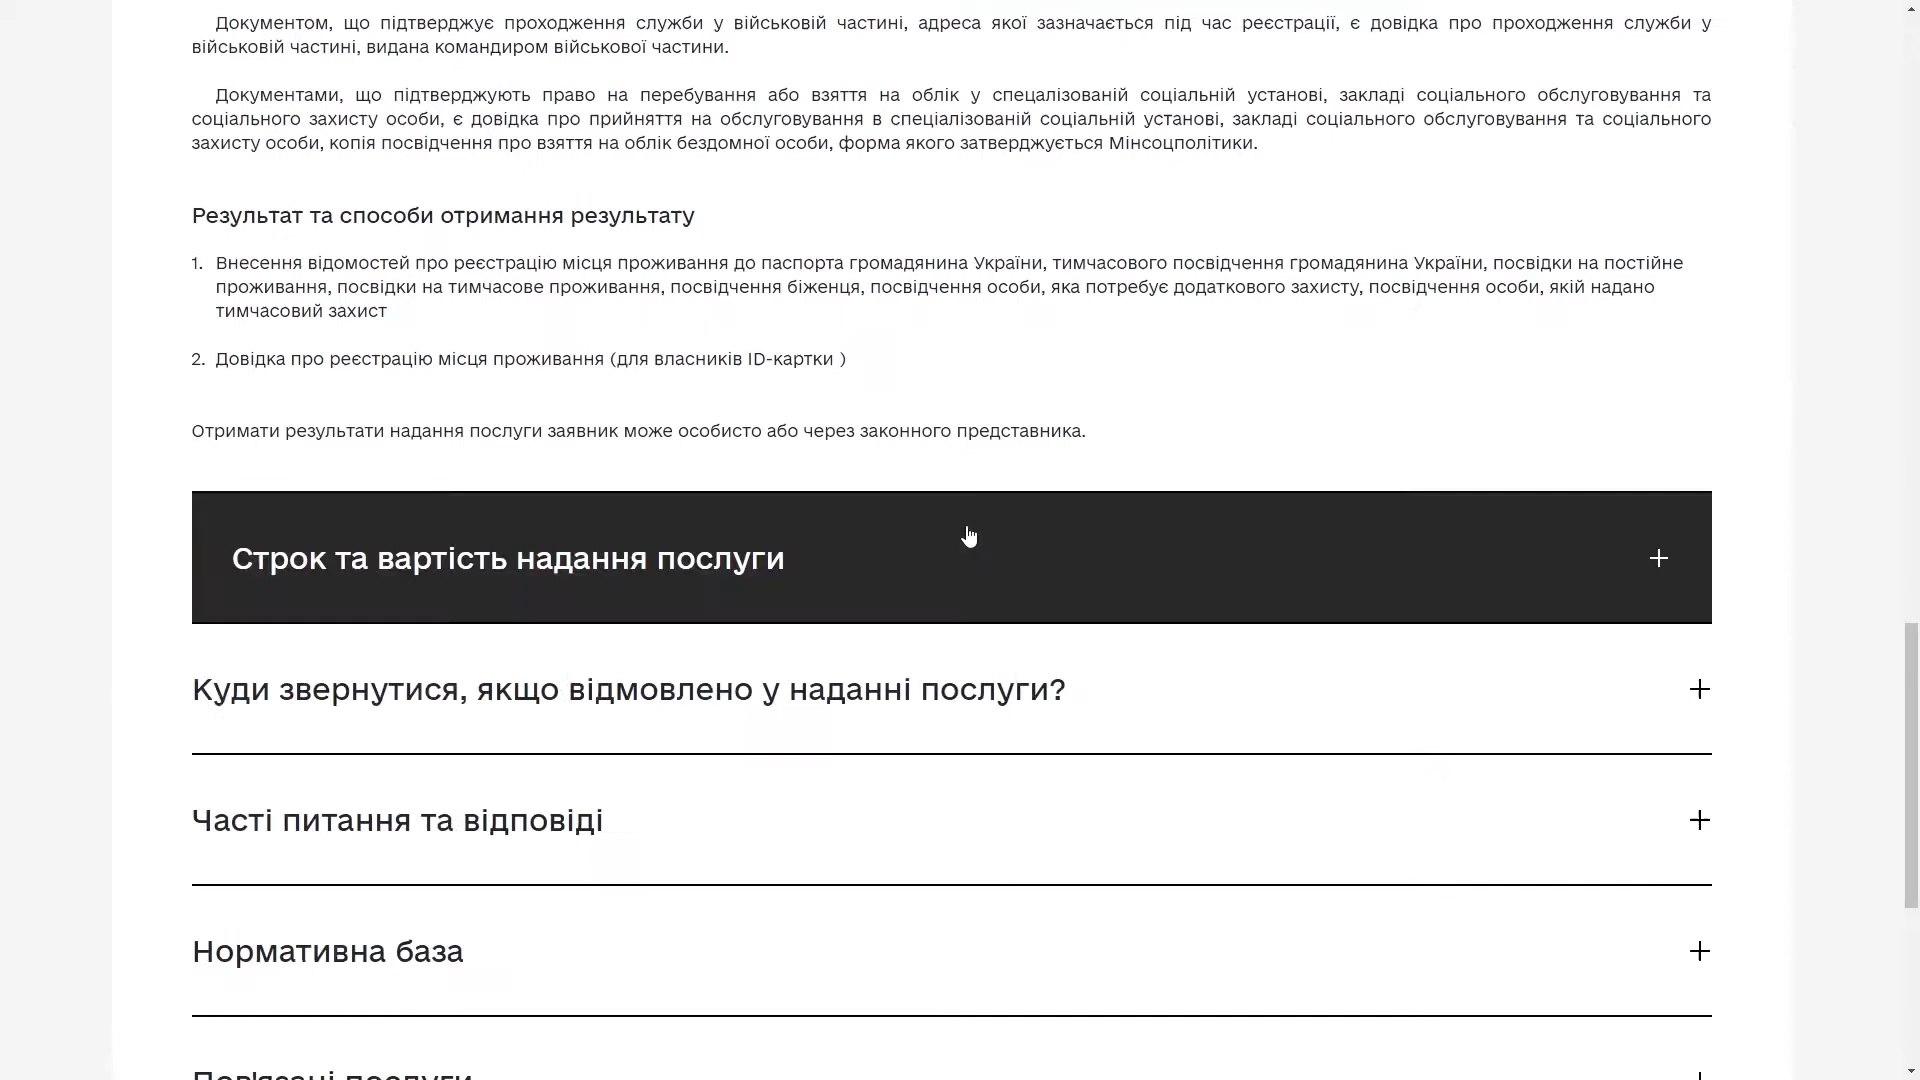 Документом, що підтверджує проходження служби у військовій частині, адреса якої зазначається під час реєстрації, є довідка про проходження служби у
військовій частині, видана командиром військової частини.
Документами, що підтверджують право на перебування або взяття на облік у спецалізованій соціальній установі, закладі соціального обслуговування та
соціального захисту особи, є довідка про прийняття на обслуговування в спеціалізованій соціальній установі, закладі соціального обслуговування та соціального
захисту особи, копія посвідчення про взяття на облік бездомної особи, форма якого затверджується Мінсоцполітики.
Результат та способи отримання результату
1. Внесення відомостей про реєстрацію місця проживання до паспорта громадянина України, тимчасового посвідчення громадянина України, посвідки на постійне
проживання, посвідки на тимчасове проживання, посвідчення біженця, посвідчення особи, яка потребує додаткового захисту, посвідчення особи, якій надано
тимчасовий захист
2. Довідка про реєстрацію місця проживання (для власників ID-картки )
Отримати результати надання послуги заявник може особисто або через законного представника.
Строк та вартість надання послуги
Куди звернутися, якщо відмовлено у наданні послуги?
Часті питання та відповіді
Нормативна база
Пов'язані послуги